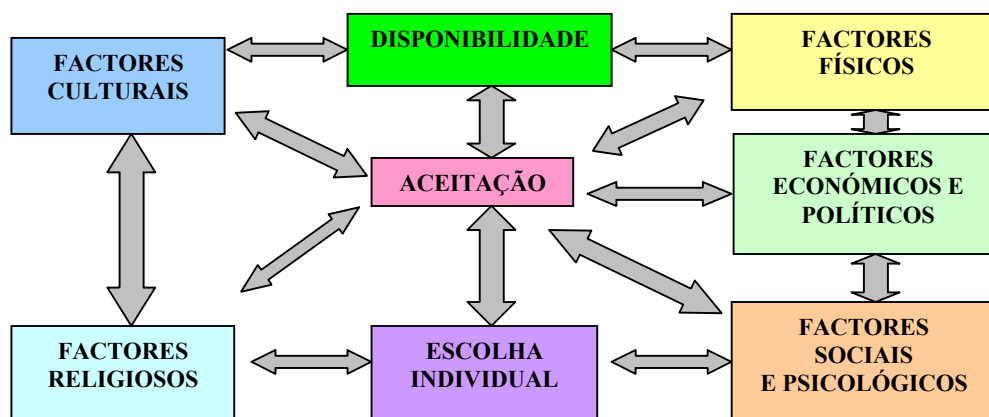 DISPONIBILIDADE
FACTORES
CULTURAIS
FACTORES
FÍSICOS
ACEITAÇÃO
FACTORES
ECONÓMICOS E
POLÍTICOS
FACTORES
RELIGIOSOS
ESCOLHA
INDIVIDUAL
FACTORES
SOCIAIS
E PSICOLÓGICOS